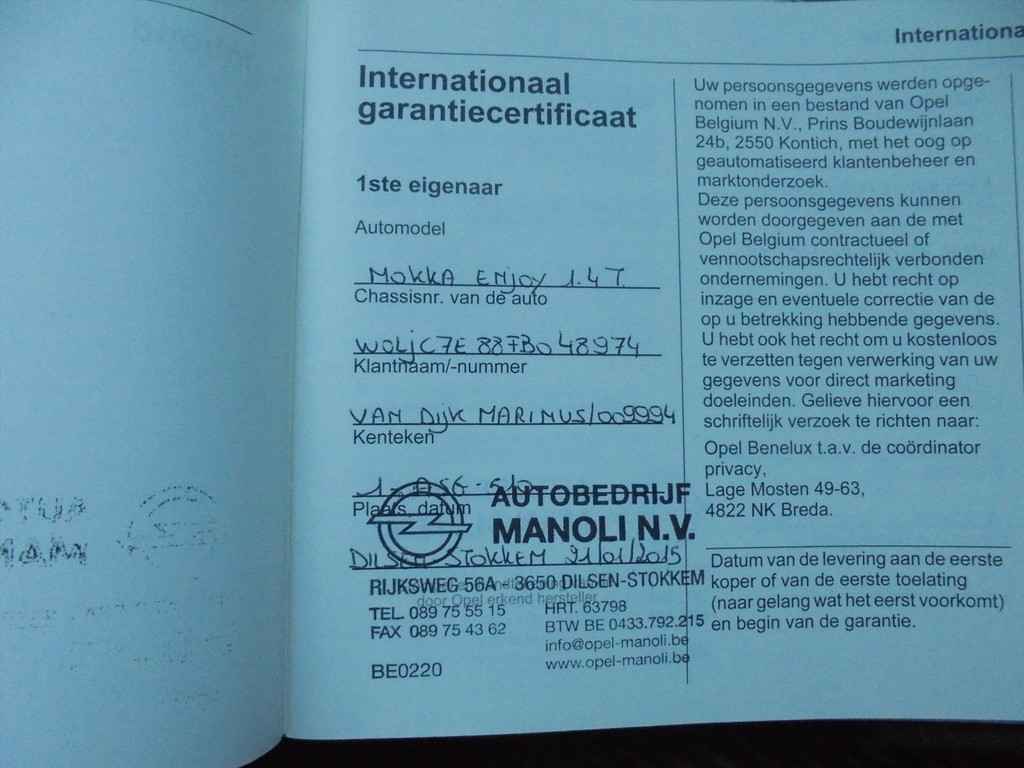 Internationa
Internationaal
garantiecertificaat
1ste eigenaar
Automodel
MOKKA ENjoy 1.4T
Chassisnr. van de auto
WOLjC7E88FB048974
Klantnaam/-nummer
VAN DijK MARINUS/009994
Kenteken
Plaats, datum
AUTOBEDRIJF
MANOLI N.V.
DILSEN STOKKEM 21/01/2015
RIJKSWEG 56A - 3650 DILSEN-STOKKEM
door Opel erkend hersteller
TEL. 089 75 55 15
HRT. 63798
FAX 089 75 43 62
BTW BE 0433.792.215
info@opel-manoli.be
BE0220
www.opel-manoli.be
Uw persoonsgegevens werden opge-
nomen in een bestand van Opel
Belgium N.V., Prins Boudewijnlaan
24b, 2550 Kontich, met het oog op
geautomatiseerd klantenbeheer en
marktonderzoek.
Deze persoonsgegevens kunnen
worden doorgegeven aan de met
Opel Belgium contractueel of
vennootschapsrechtelijk verbonden
ondernemingen. U hebt recht op
inzage en eventuele correctie van de
op u betrekking hebbende gegevens.
U hebt ook het recht om u kosteloos
te verzetten tegen verwerking van uw
gegevens voor direct marketing
doeleinden. Gelieve hiervoor een
schriftelijk verzoek te richten naar:
Opel Benelux t.a.v. de coördinator
privacy,
Lage Mosten 49-63,
4822 NK Breda.
Datum van de levering aan de eerste
koper of van de eerste toelating
(naar gelang wat het eerst voorkomt)
en begin van de garantie.